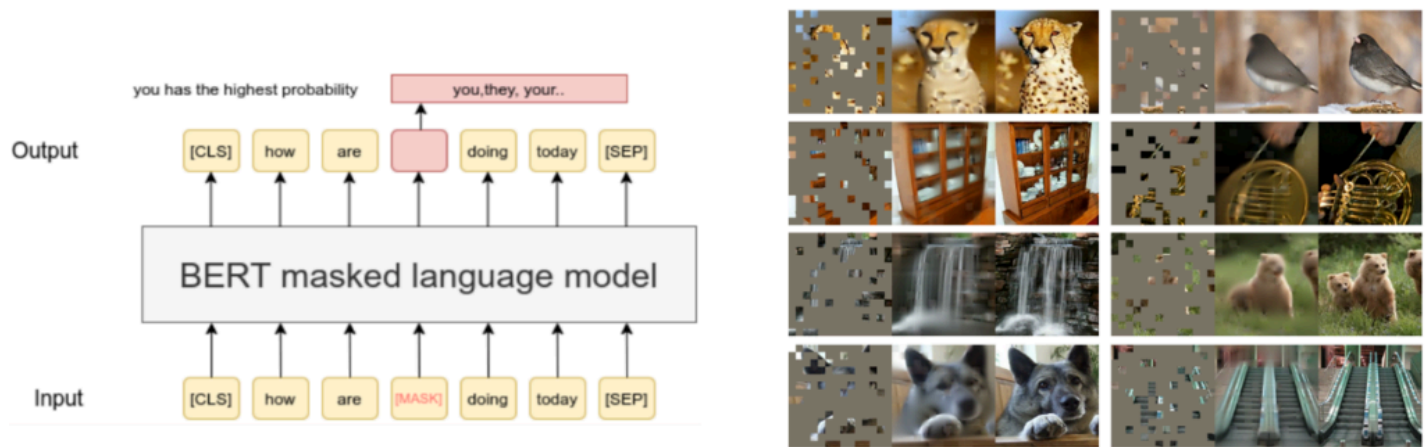 you has the highest probability
you,they, your..
Output
[CLS] how are doing today [SEP]
BERT masked language model
Input
[CLS] how are [MASK] doing today [SEP]